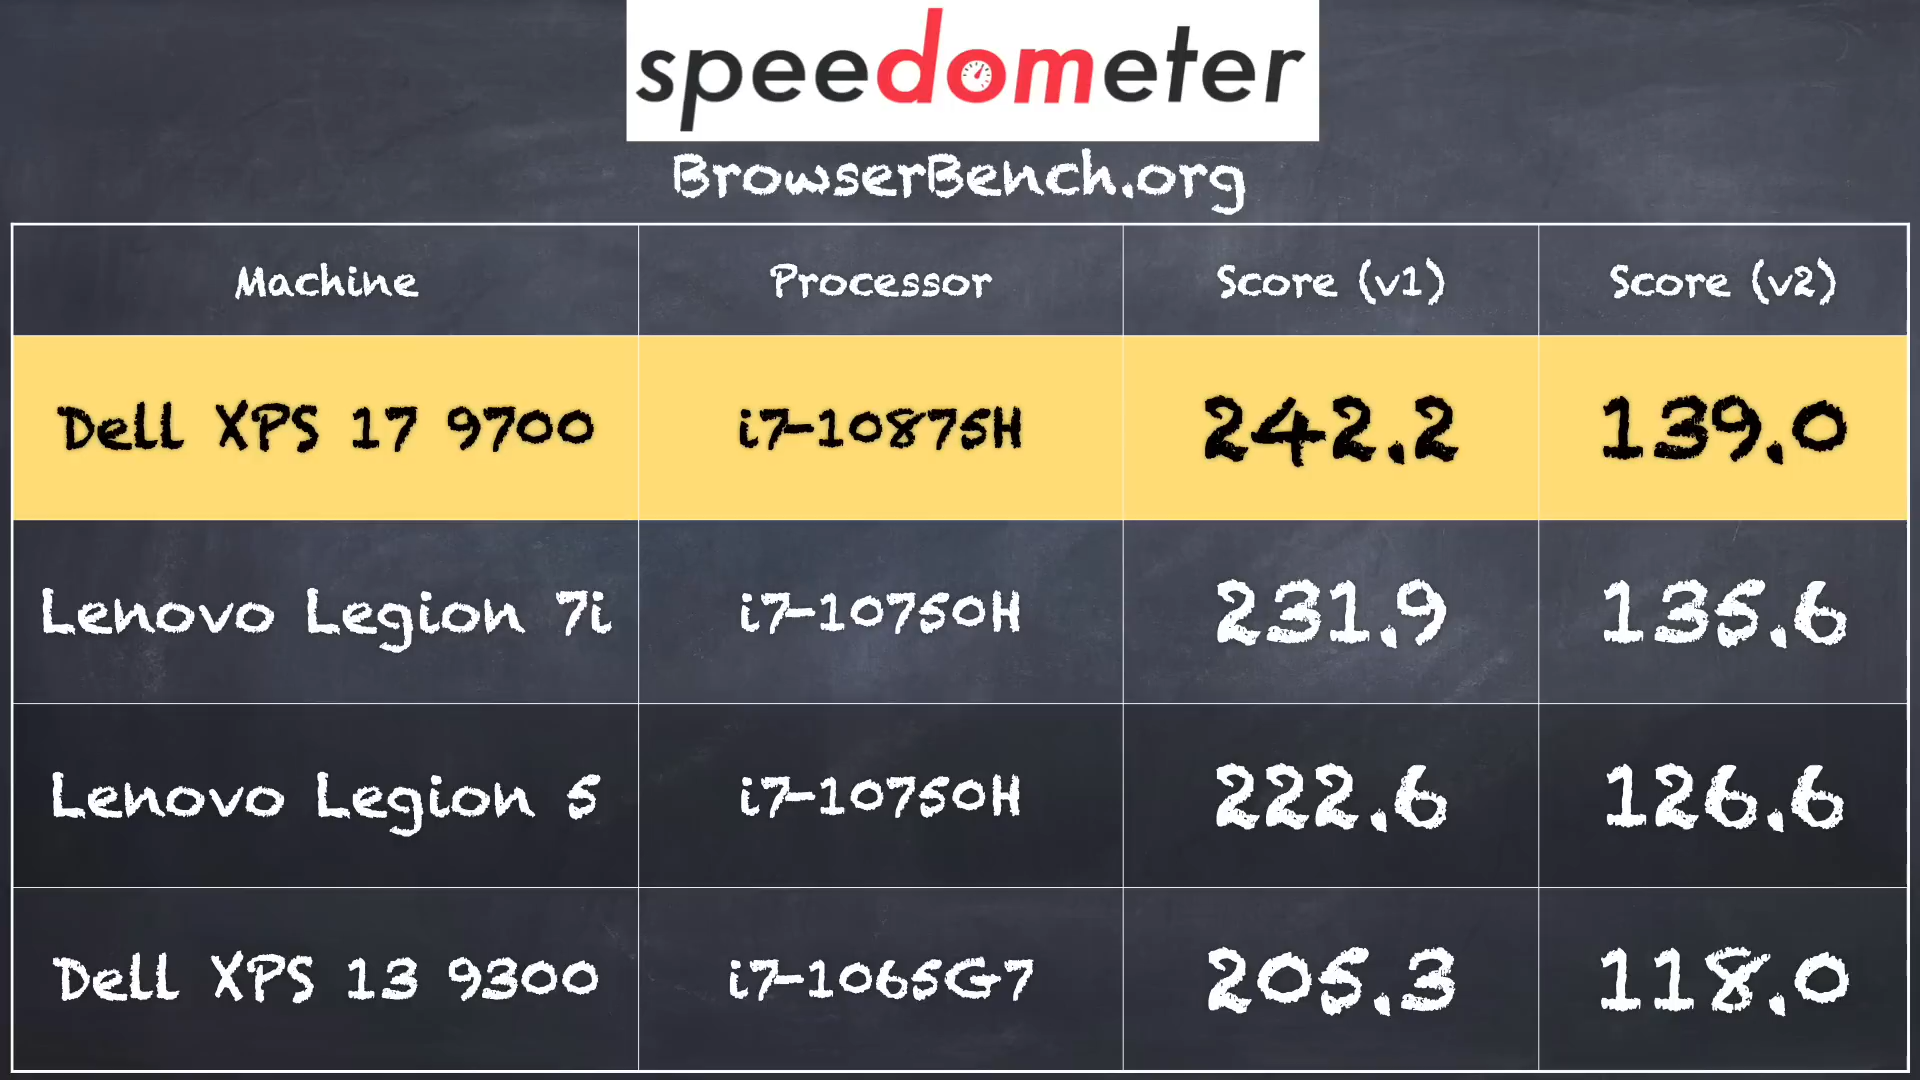 speedometer
BrowserBench.org
Machine Processor Score (v1) Score (v2)
Dell XPS 17 9700 i7-10875H 242.2 139.0
Lenovo Legion 7i i7-10750H 231.9 135.6
Lenovo Legion 5 i7-10750H 222.6 126.6
Dell XPS 13 9300 i7-1065G7 205.3 118.0